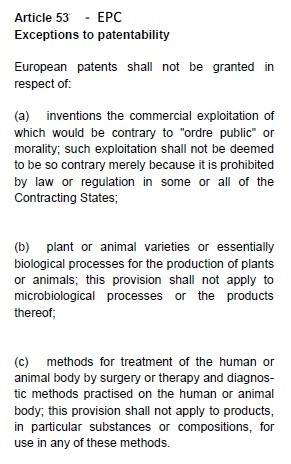 Article 53 - EPC
Exceptions to patentability
European patents shall not be granted in
respect of:
(a) inventions the commercial exploitation of
which would be contrary to "ordre public" or
morality; such exploitation shall not be deemed
to be so contrary merely because it is prohibited
by law or regulation in some or all of the
Contracting States;
(b) plant or animal varieties or essentially
biological processes for the production of plants
or animals; this provision shall not apply to
microbiological processes or the products
thereof;
(c) methods for treatment of the human or
animal body by surgery or therapy and diagnos-
tic methods practised on the human or animal
body; this provision shall not apply to products,
in particular substances or compositions, for
use in any of these methods.